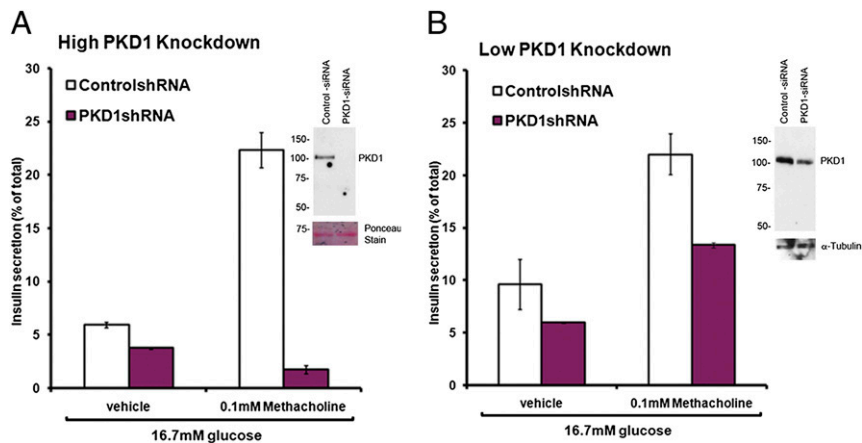 A
High PKD1 Knockdown
ControlshRNA
PKD1shRNA
Insulin secretion (% of total)
30
25
20
15
10
5
0
vehicle
0.1mM Methacholine
16.7mM glucose
Control -siRNA
PKD1-siRNA
150-
100-
75-
50-
PKD1
75-
Ponceau
Stain
B
Low PKD1 Knockdown
ControlshRNA
PKD1shRNA
Insulin secretion (% of total)
30
25
20
15
10
5
0
vehicle
0.1mM Methacholine
16.7mM glucose
Control -siRNA
PKD1-siRNA
150-
100-
75-
50-
PKD1
α-Tubulin